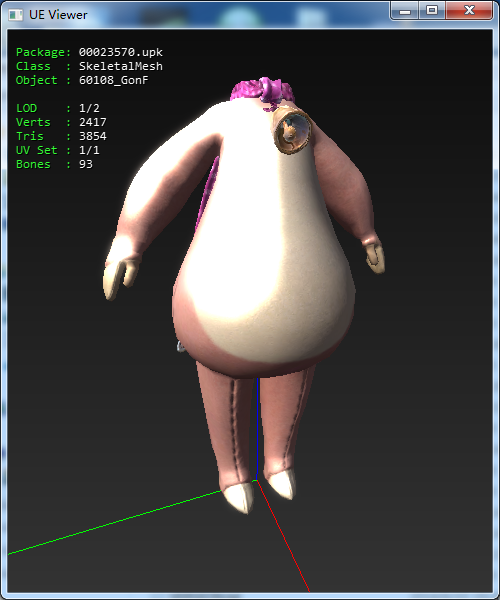 UE Viewer
Package: 00023570.upk
Class : SkeletalMesh
Object : 60108_GonF
LOD : 1/2
Verts : 2417
Tris : 3854
UV Set : 1/1
Bones : 93